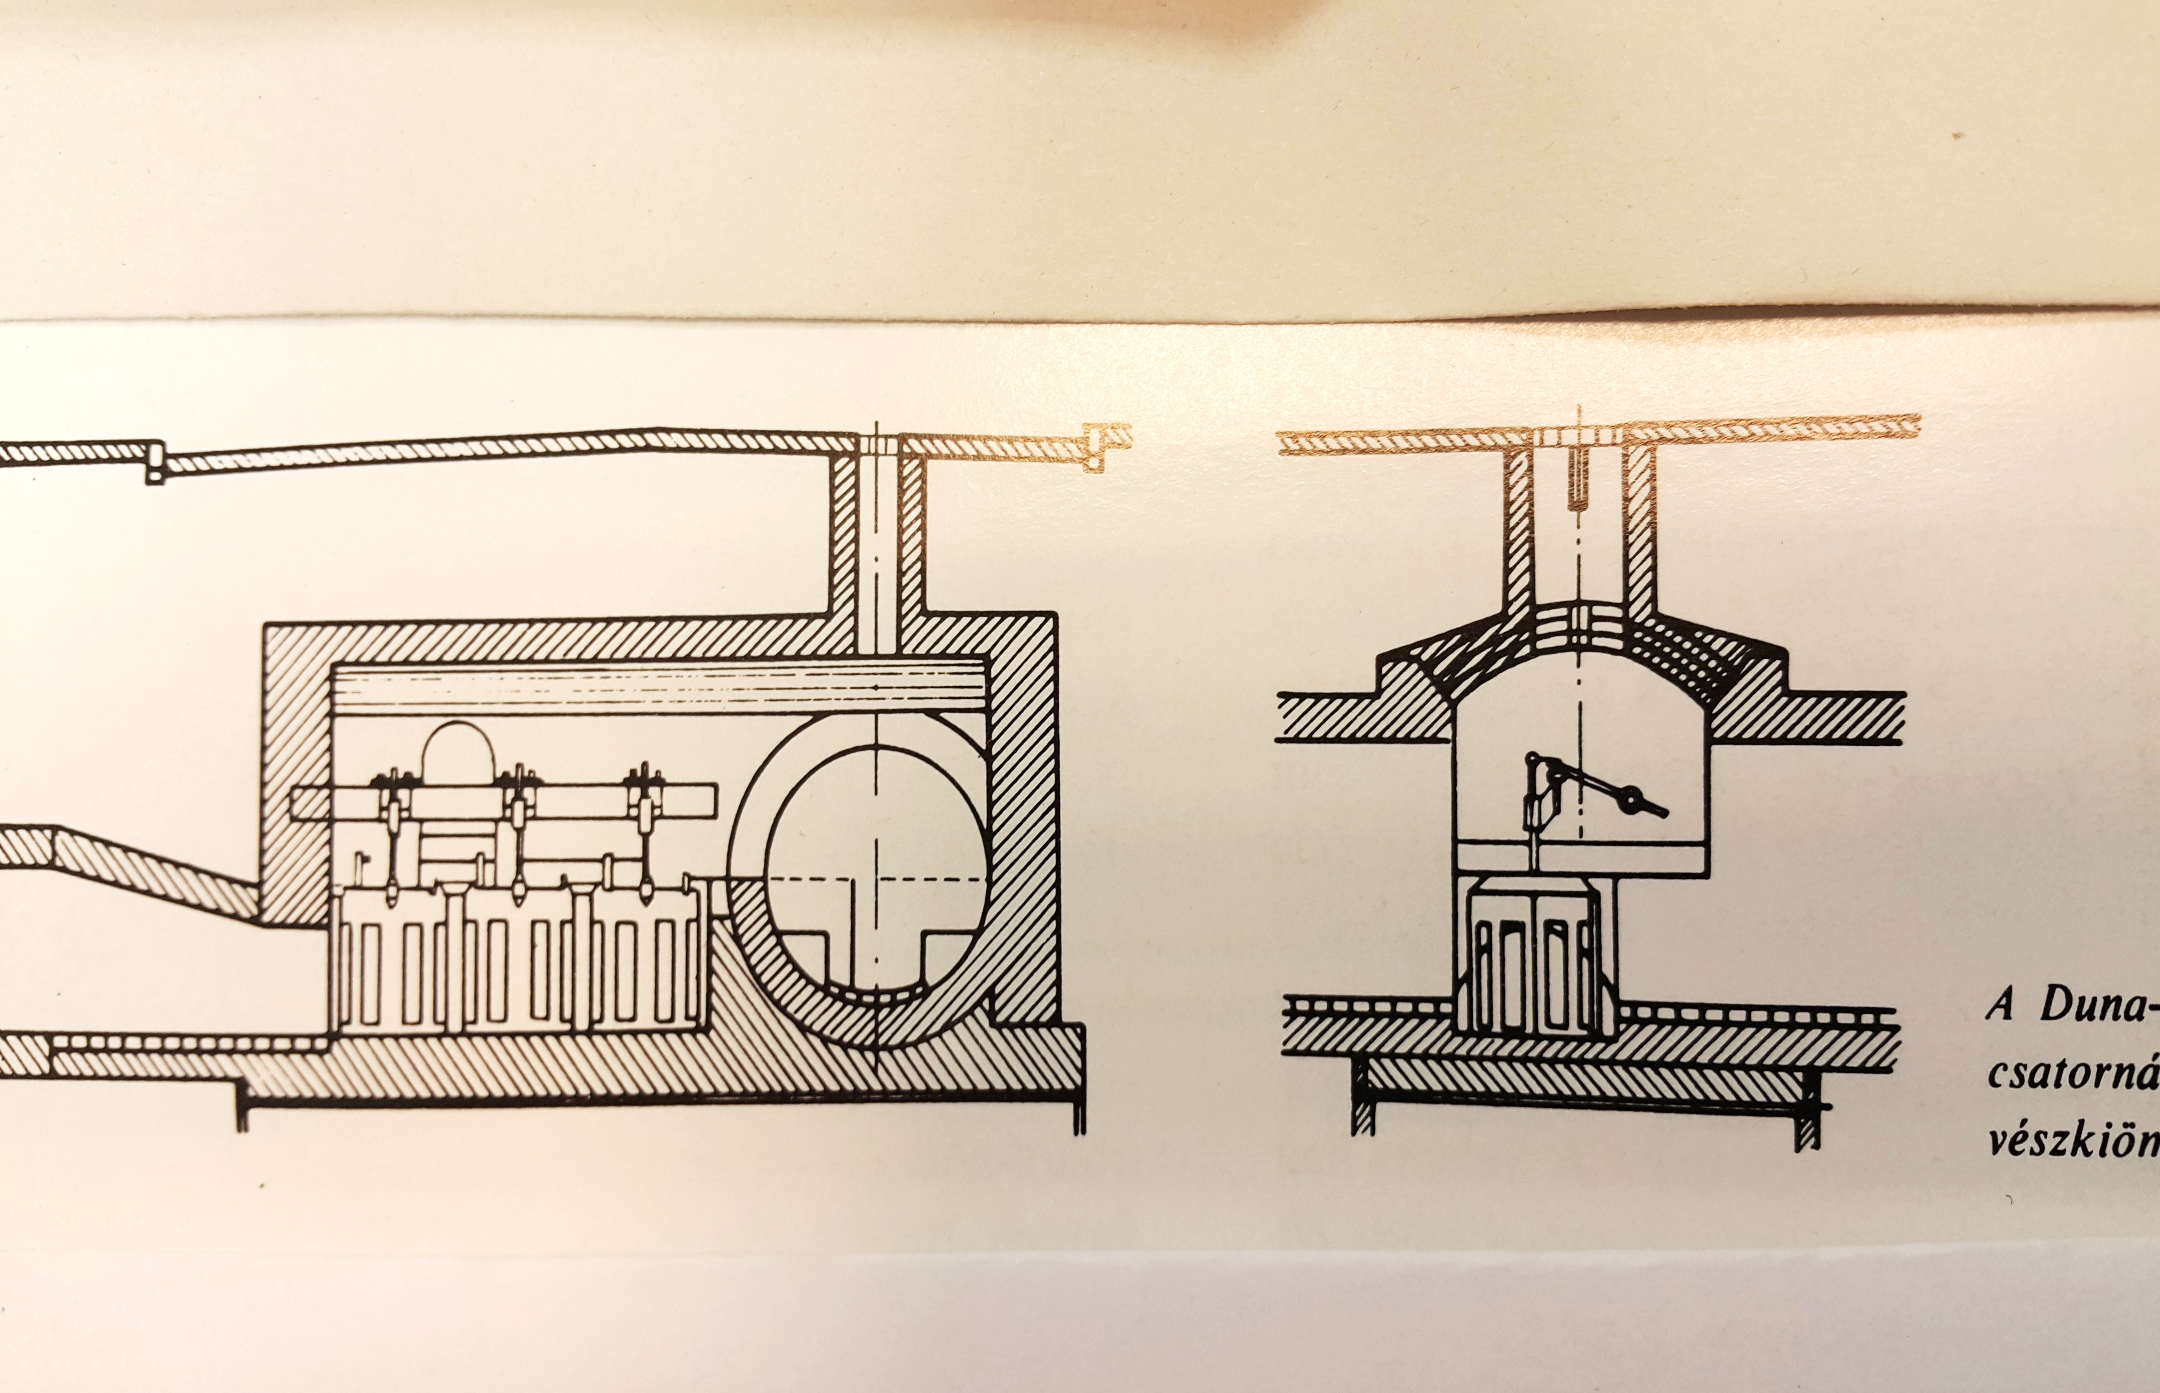 A Duna-
csatorná
vészkiön